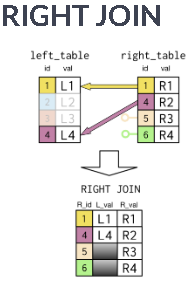 RIGHT JOIN
left_table right_table
id val id val
1 L1 1 R1
2 L2 4 R2
3 L3 5 R3
4 L4 6 R4
RIGHT JOIN
R_id L_val R_val
1 L1 R1
4 L4 R2
5 R3
6 R4